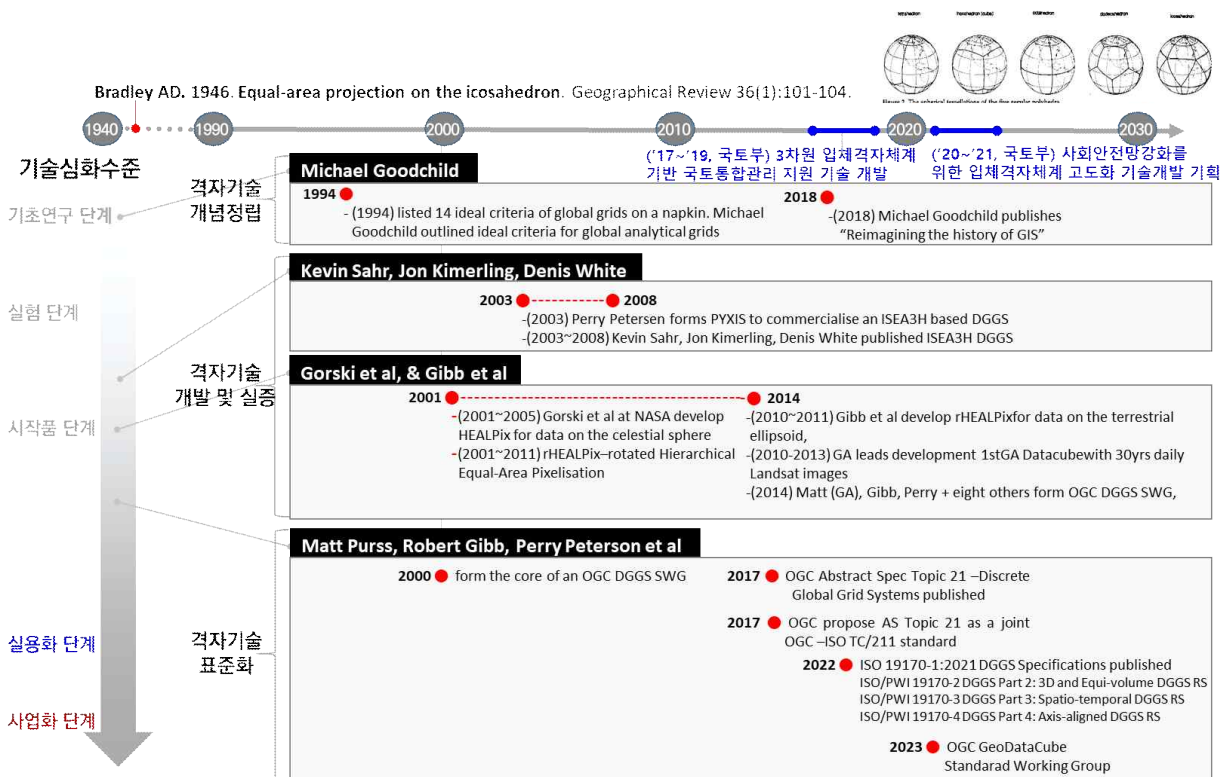 tetrahedron
hexahedron (cube)
octahedron
dodecahedron
icosahedron
Figure 2. The spherical tessellations of the five regular polyhedra
Bradley AD. 1946. Equal-area projection on the icosahedron. Geographical Review 36(1):101-104.
1940
1990
2000
2010
2020
2030
(’17~’19, 국토부) 3차원 입체격자체계
기반 국토통합관리 지원 기술 개발
(’20~’21, 국토부) 사회안전망강화를
위한 입체격자체계 고도화 기술개발 기획
기술심화수준
기초연구 단계
실험 단계
시작품 단계
실용화 단계
사업화 단계
격자기술
개념정립
Michael Goodchild
1994
- (1994) listed 14 ideal criteria of global grids on a napkin. Michael
Goodchild outlined ideal criteria for global analytical grids
2018
-(2018) Michael Goodchild publishes
“Reimagining the history of GIS”
격자기술
개발 및 실증
Kevin Sahr, Jon Kimerling, Denis White
2003
2008
-(2003) Perry Petersen forms PYXIS to commercialise an ISEA3H based DGGS
-(2003~2008) Kevin Sahr, Jon Kimerling, Denis White published ISEA3H DGGS
Gorski et al, & Gibb et al
2001
2014
-(2001~2005) Gorski et al at NASA develop
HEALPix for data on the celestial sphere
-(2001~2011) rHEALPix–rotated Hierarchical
Equal-Area Pixelisation
-(2010~2011) Gibb et al develop rHEALPixfor data on the terrestrial
ellipsoid,
-(2010-2013) GA leads development 1stGA Datacubewith 30yrs daily
Landsat images
-(2014) Matt (GA), Gibb, Perry + eight others form OGC DGGS SWG,
격자기술
표준화
Matt Purss, Robert Gibb, Perry Peterson et al
2000
form the core of an OGC DGGS SWG
2017
OGC Abstract Spec Topic 21 –Discrete
Global Grid Systems published
2017
OGC propose AS Topic 21 as a joint
OGC –ISO TC/211 standard
2022
ISO 19170-1:2021 DGGS Specifications published
ISO/PWI 19170-2 DGGS Part 2: 3D and Equi-volume DGGS RS
ISO/PWI 19170-3 DGGS Part 3: Spatio-temporal DGGS RS
ISO/PWI 19170-4 DGGS Part 4: Axis-aligned DGGS RS
2023
OGC GeoDataCube
Standarad Working Group